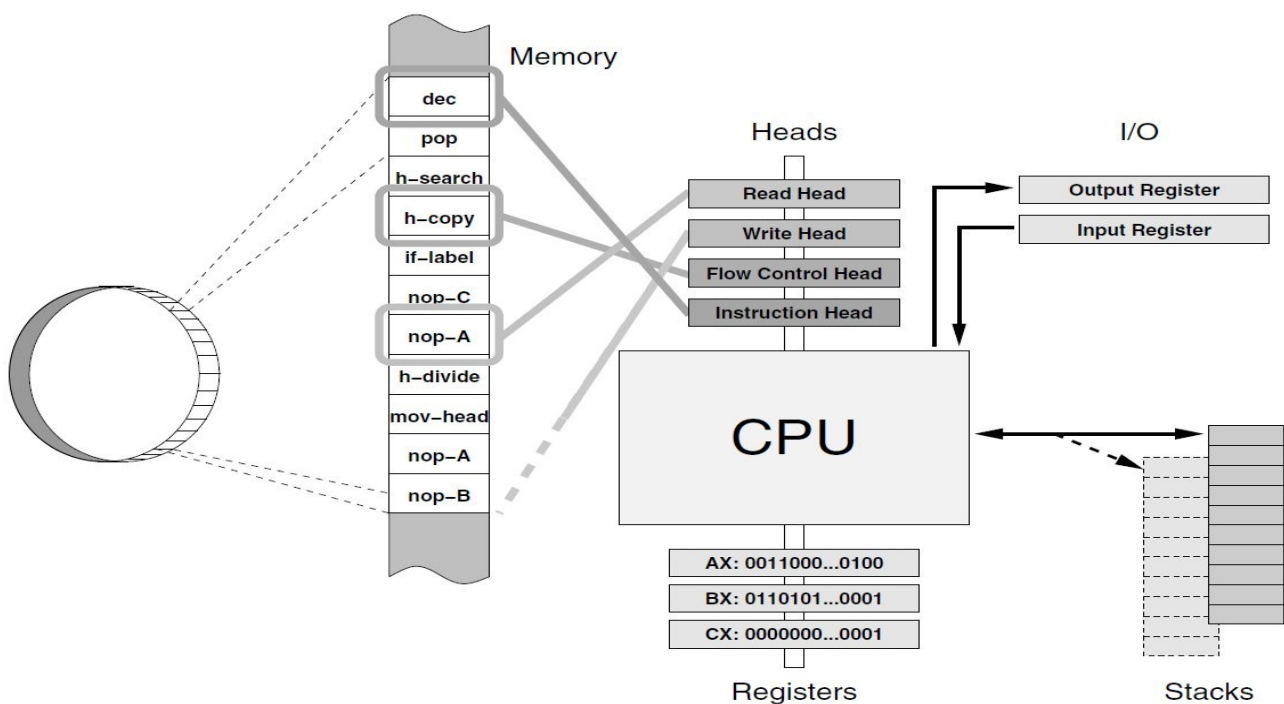 Memory
dec
pop
h-search
h-copy
if-label
nop-C
nop-A
h-divide
mov-head
nop-A
nop-B
Heads
Read Head
Write Head
Flow Control Head
Instruction Head
I/O
Output Register
Input Register
CPU
AX: 0011000...0100
BX: 0110101...0001
CX: 0000000...0001
Registers
Stacks